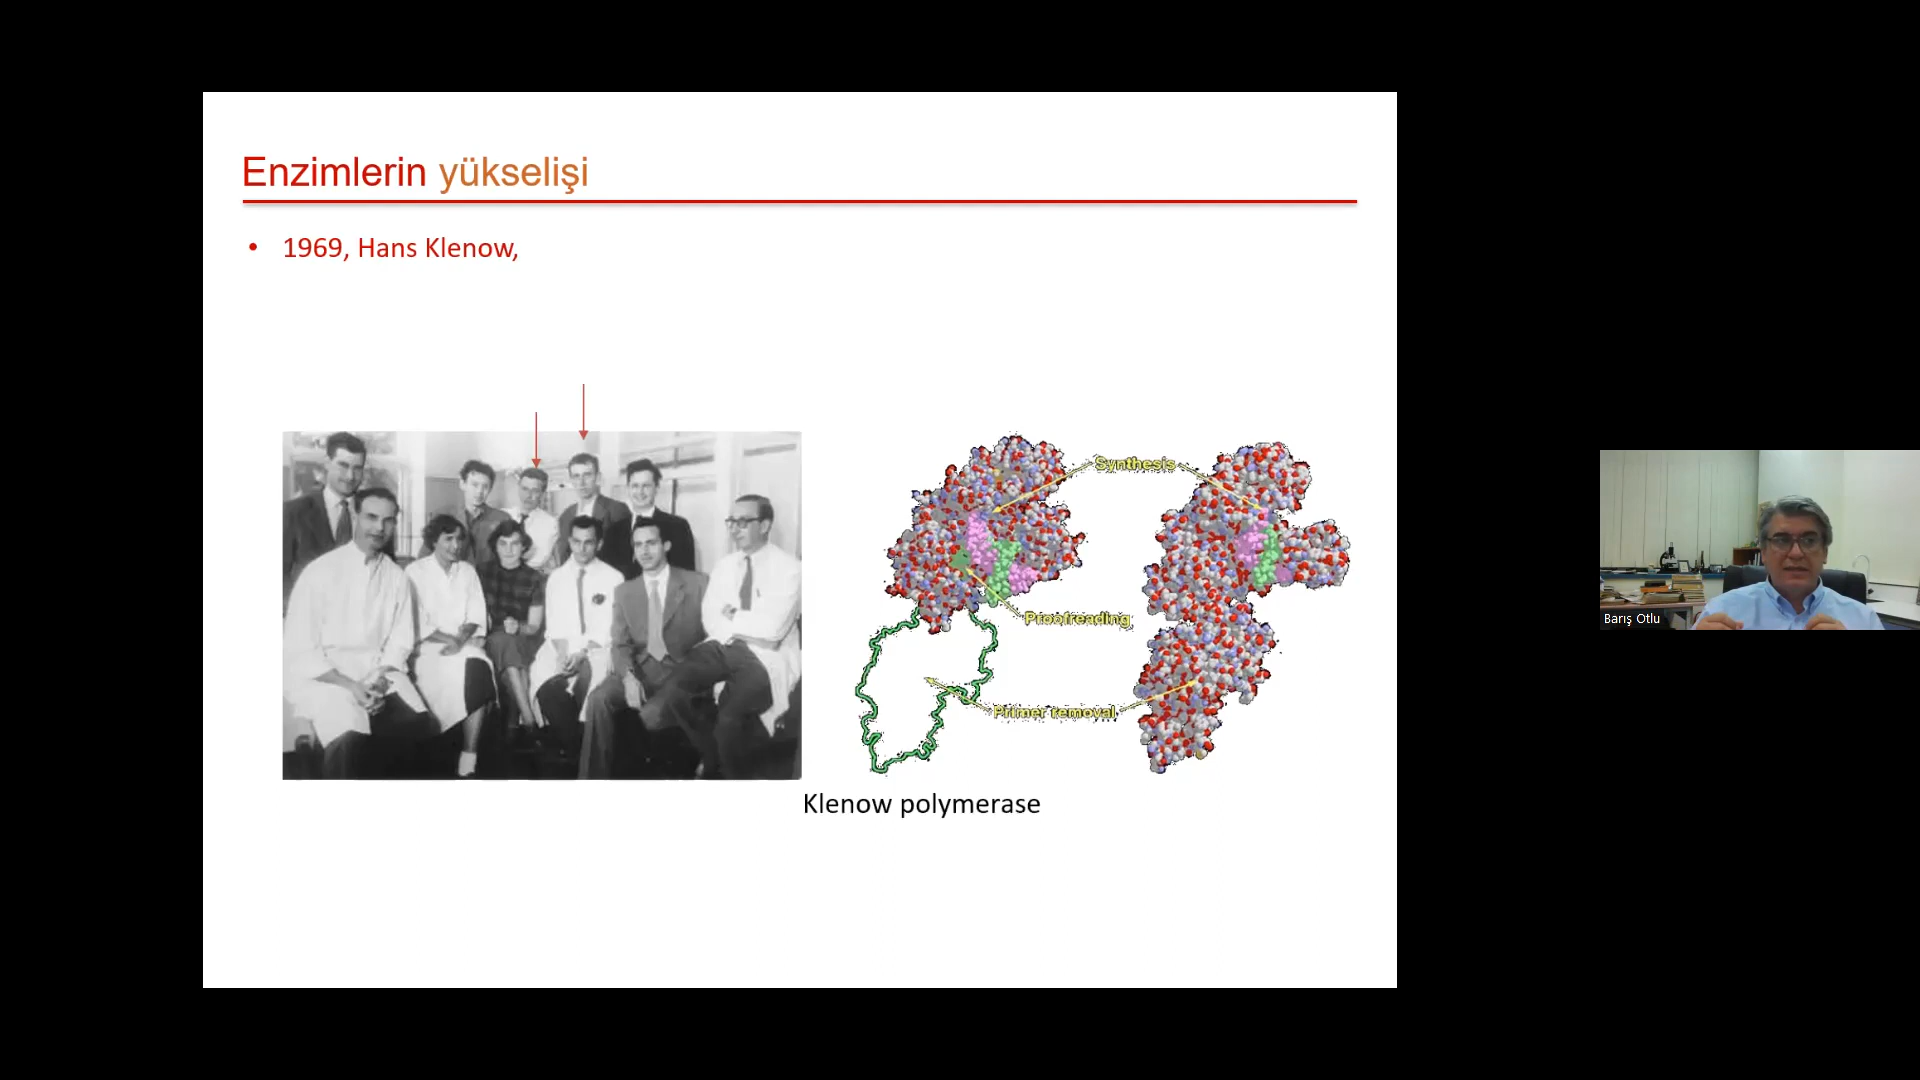 Enzimlerin yükselişi
• 1969, Hans Klenow,
Synthesis
Proofreading
Primer removal
Klenow polymerase
Barış Otlu